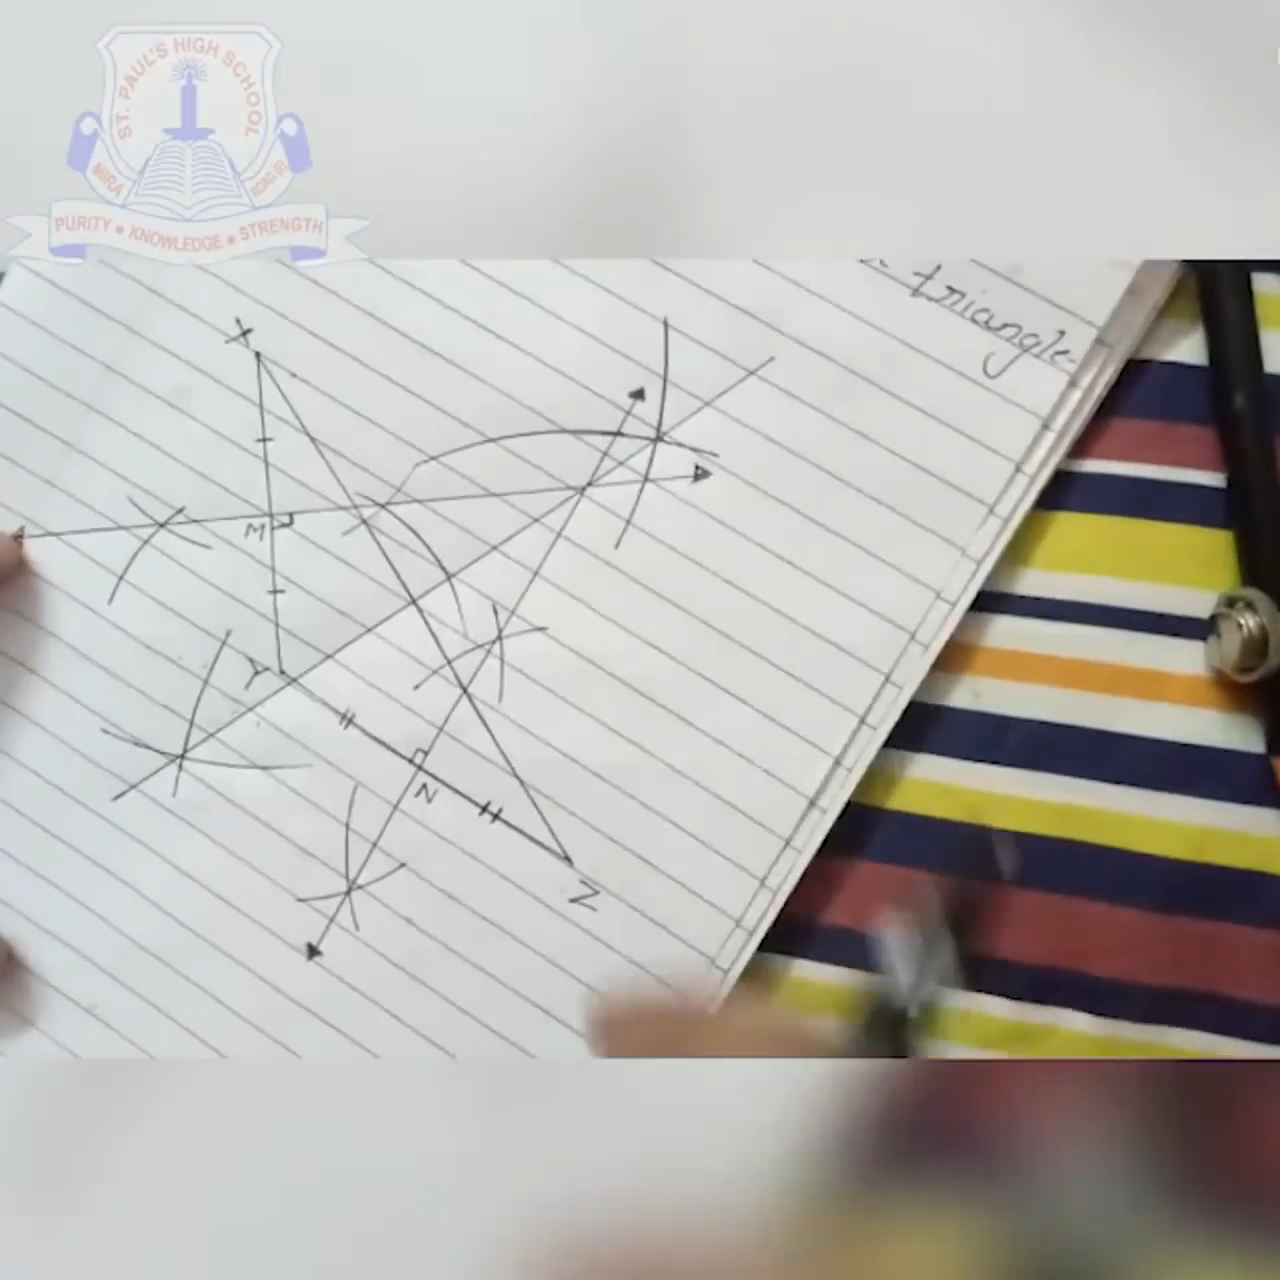 ST. PAUL'S HIGH SCHOOL
MIRA ROAD (E)
PURITY • KNOWLEDGE • STRENGTH
triangle
X
M
Y
N
Z